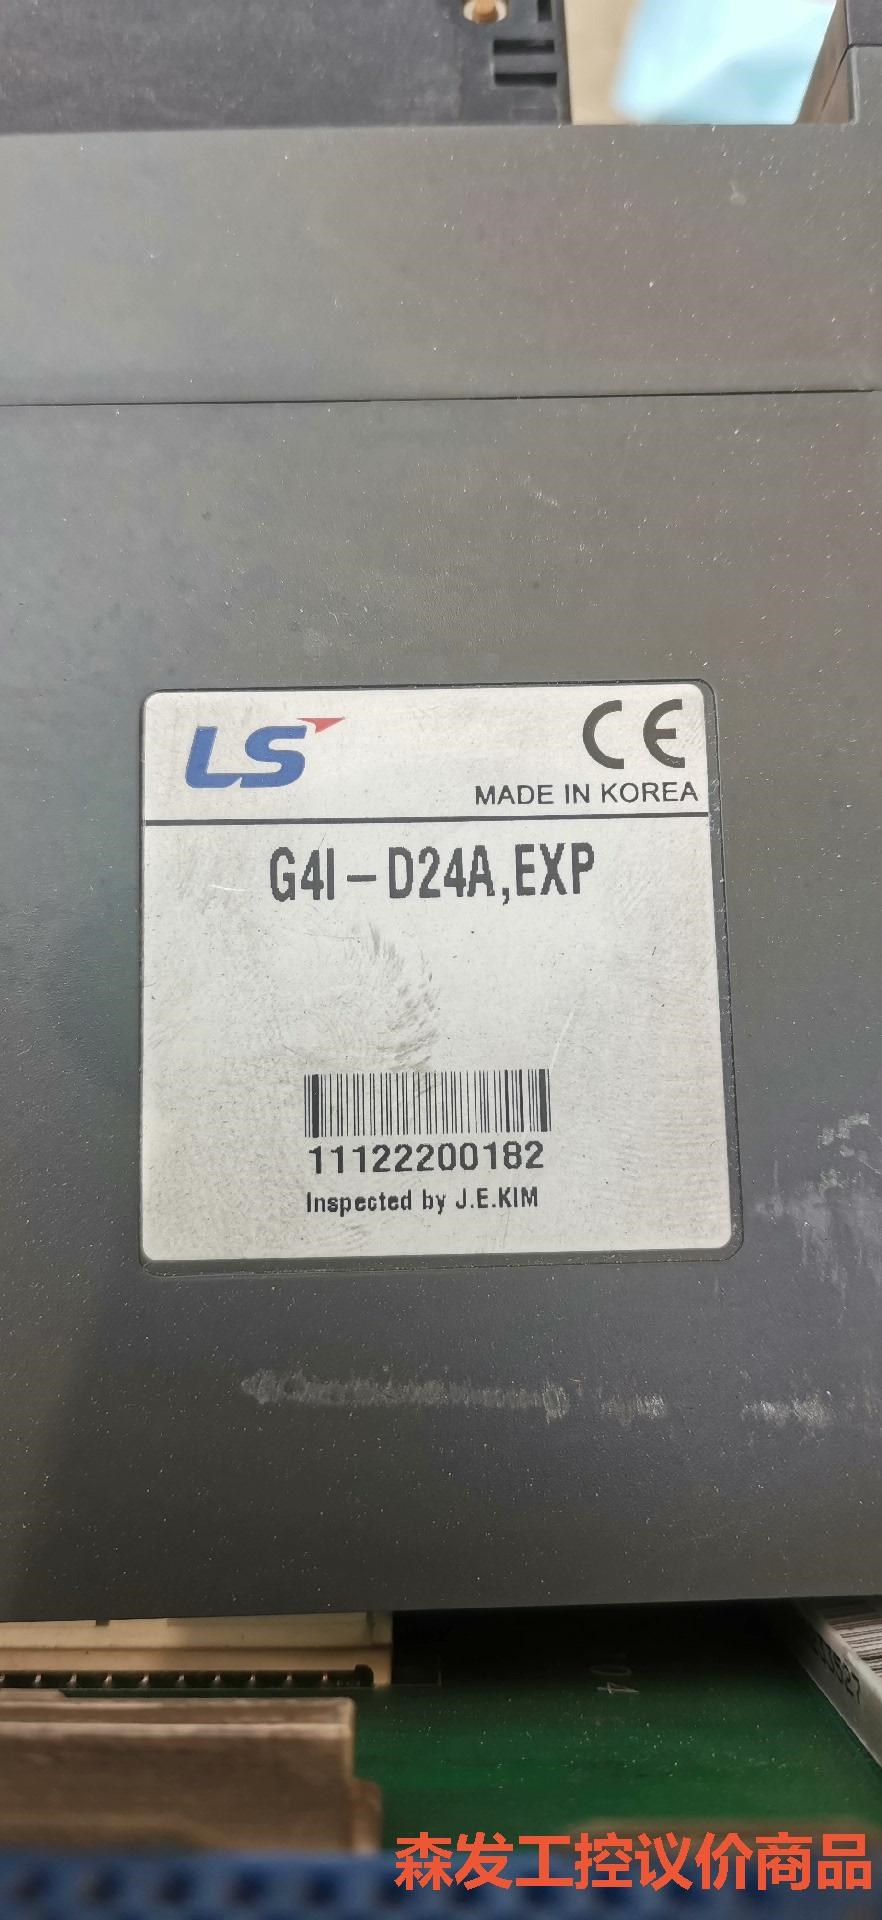 LS
CE
MADE IN KOREA
G4I-D24A,EXP
11122200182
Inspected by J.E.KIM
森发工控议价商品